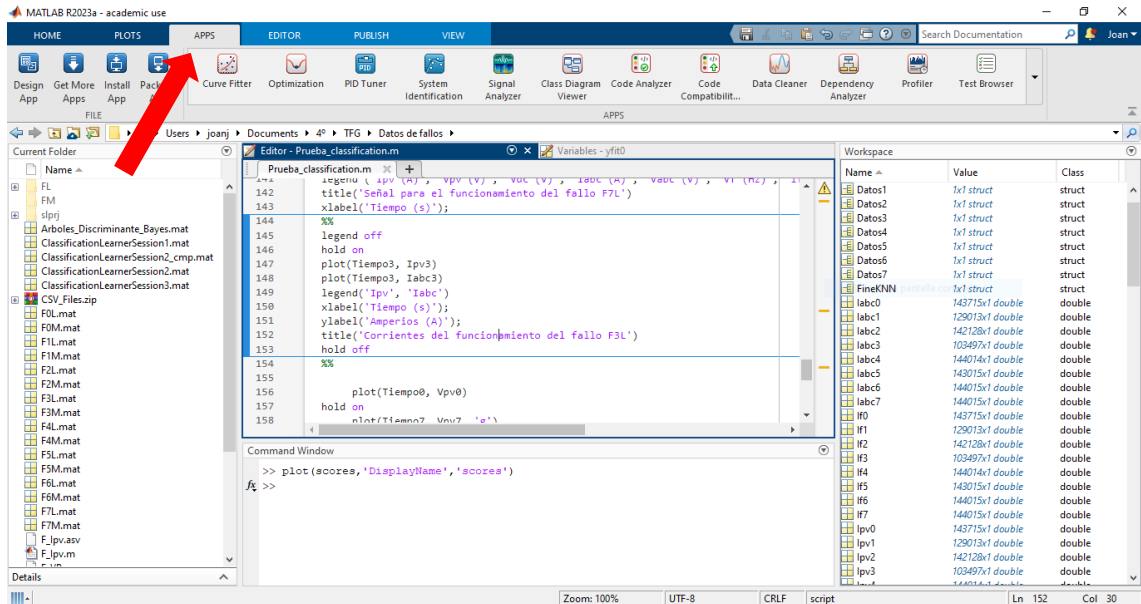 MATLAB R2023a - academic use
HOME PLOTS APPS EDITOR PUBLISH VIEW Search Documentation Joan
Design App
Get More Apps
Install App
Curve Fitter
Optimization
PID Tuner
System Identification
Signal Analyzer
Class Diagram Viewer
Code Analyzer
Code Compatibilit...
Data Cleaner
Dependency Analyzer
Profiler
Test Browser
FILE
APPS
Users joanj Documents 4º TFG Datos de fallos
Current Folder
Name
FL
FM
slprj
Arboles_Discriminante_Bayes.mat
ClassificationLearnerSession1.mat
ClassificationLearnerSession2_cmp.mat
ClassificationLearnerSession2.mat
ClassificationLearnerSession3.mat
CSV_Files.zip
F0L.mat
F0M.mat
F1L.mat
F1M.mat
F2L.mat
F2M.mat
F3L.mat
F3M.mat
F4L.mat
F4M.mat
F5L.mat
F5M.mat
F6L.mat
F6M.mat
F7L.mat
F7M.mat
F_Ipv.asv
F_Ipv.m
Details
Editor - Prueba_classification.m
Variables - yfit0
Prueba_classification.m
142 title('Señal para el funcionamiento del fallo F7L')
143 xlabel('Tiempo (s)');
144 %%
145 legend off
146 hold on
147 plot(Tiempo3, Ipv3)
148 plot(Tiempo3, Iabc3)
149 legend('Ipv', 'Iabc')
150 xlabel('Tiempo (s)');
151 ylabel('Amperios (A)');
152 title('Corrientes del funcionamiento del fallo F3L')
153 hold off
154 %%
155
156 plot(Tiempo0, Vpv0)
157 hold on
158 plot(Tiempo7, Vpv7, 'g')
Command Window
>> plot(scores,'DisplayName','scores')
fx >>
Workspace
Name Value Class
Datos1 1x1 struct struct
Datos2 1x1 struct struct
Datos3 1x1 struct struct
Datos4 1x1 struct struct
Datos5 1x1 struct struct
Datos6 1x1 struct struct
Datos7 1x1 struct struct
FineKNN 1x1 struct struct
Iabc0 143715x1 double double
Iabc1 129013x1 double double
Iabc2 142128x1 double double
Iabc3 103497x1 double double
Iabc4 144014x1 double double
Iabc5 143015x1 double double
Iabc6 144015x1 double double
Iabc7 144015x1 double double
If0 143715x1 double double
If1 129013x1 double double
If2 142128x1 double double
If3 103497x1 double double
If4 144014x1 double double
If5 143015x1 double double
If6 144015x1 double double
If7 144015x1 double double
Ipv0 143715x1 double double
Ipv1 129013x1 double double
Ipv2 142128x1 double double
Ipv3 103497x1 double double
Zoom: 100% UTF-8 CRLF script Ln 152 Col 30